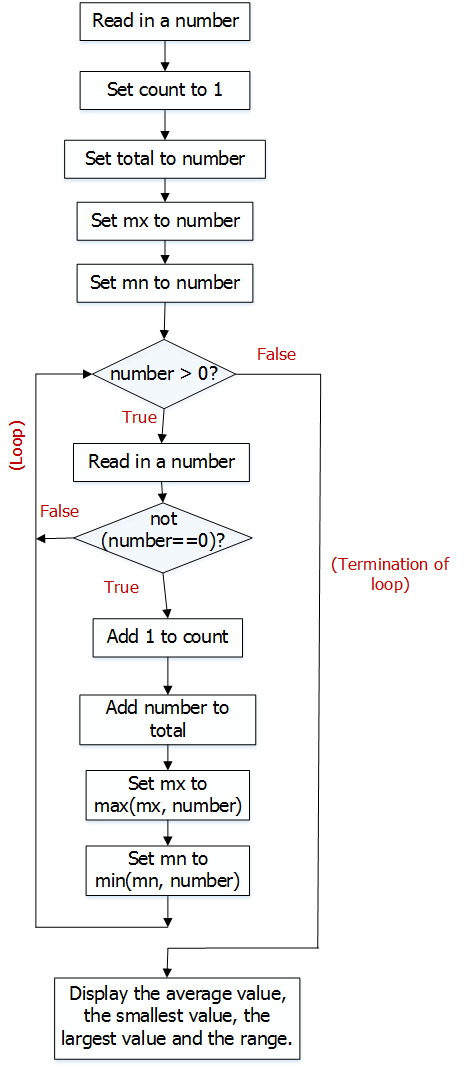 Read in a number
Set count to 1
Set total to number
Set mx to number
Set mn to number
number > 0?
False
True
(Loop)
Read in a number
not
(number==0)?
False
True
(Termination of
loop)
Add 1 to count
Add number to
total
Set mx to
max(mx, number)
Set mn to
min(mn, number)
Display the average value,
the smallest value, the
largest value and the range.